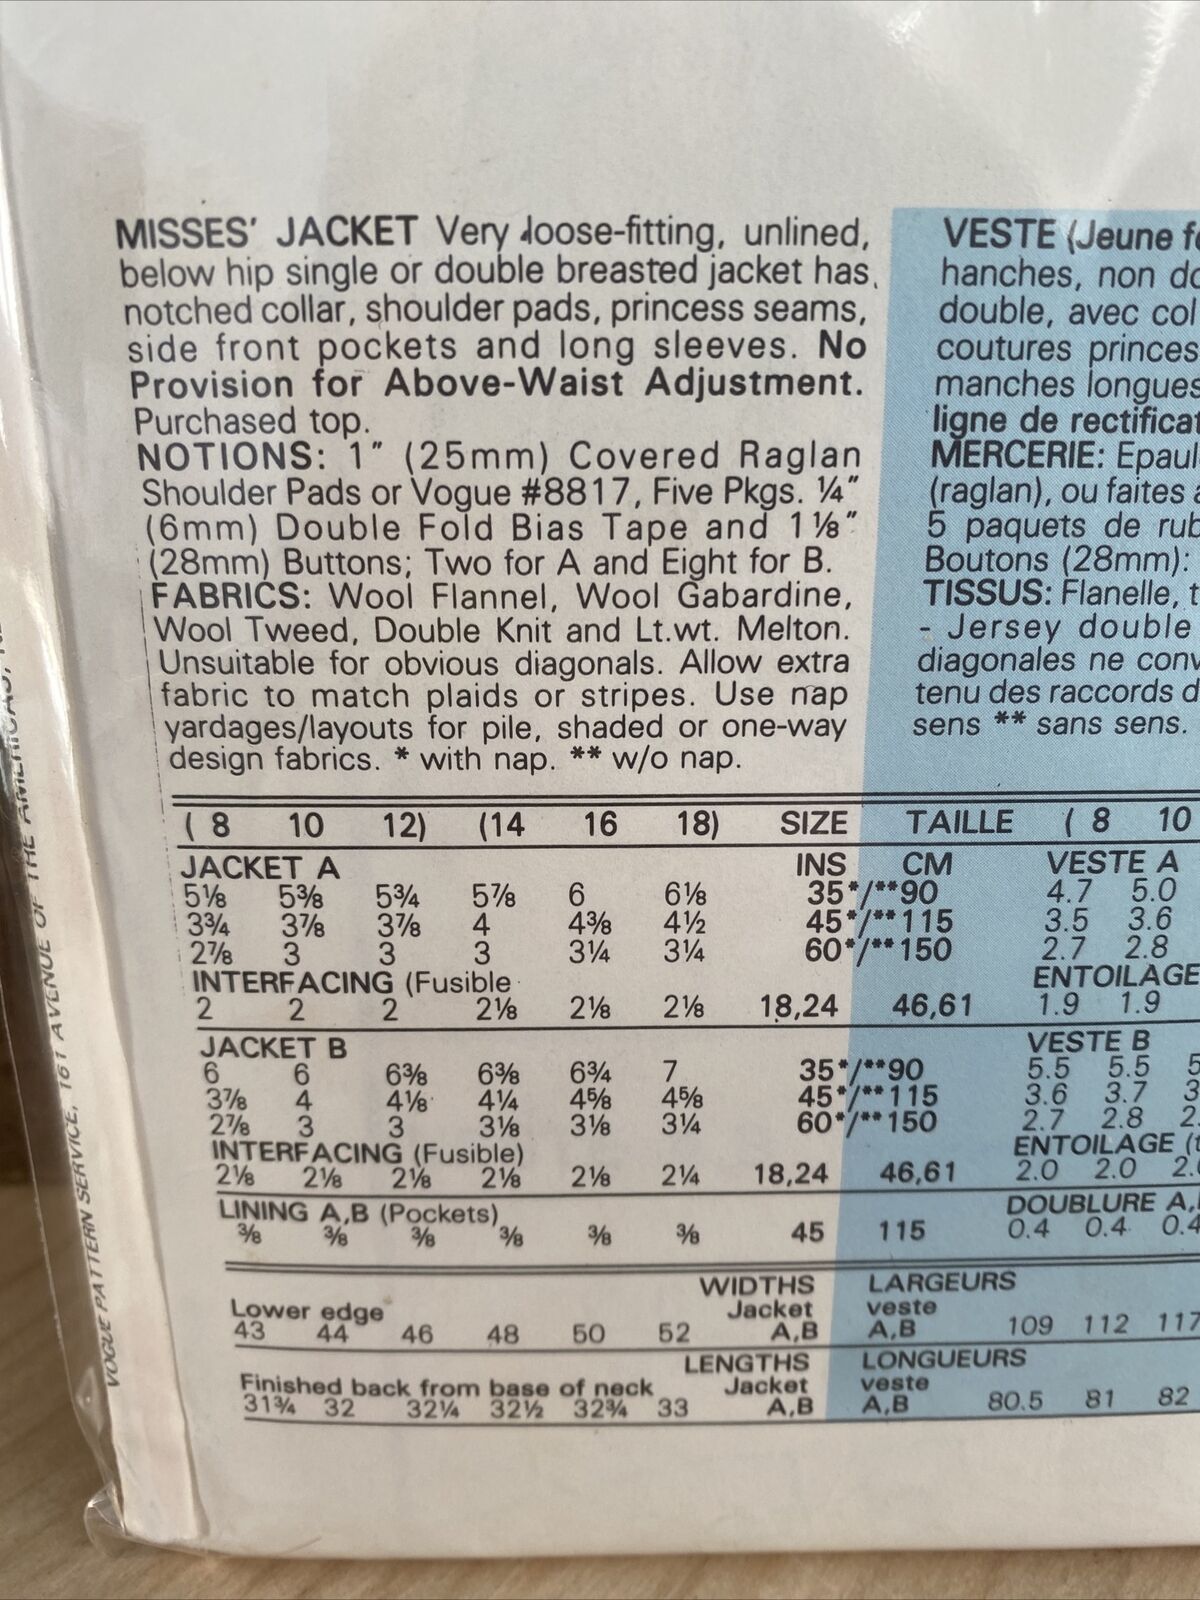 MISSES' JACKET Very loose-fitting, unlined,
below hip single or double breasted jacket has
notched collar, shoulder pads, princess seams,
side front pockets and long sleeves. No
Provision for Above-Waist Adjustment.
Purchased top.
NOTIONS: 1" (25mm) Covered Raglan
Shoulder Pads or Vogue #8817, Five Pkgs. ¼"
(6mm) Double Fold Bias Tape and 1⅛"
(28mm) Buttons; Two for A and Eight for B.
FABRICS: Wool Flannel, Wool Gabardine,
Wool Tweed, Double Knit and Lt.wt. Melton.
Unsuitable for obvious diagonals. Allow extra
fabric to match plaids or stripes. Use nap
yardages/layouts for pile, shaded or one-way
design fabrics. * with nap. ** w/o nap.
VESTE (Jeune
hanches, non
double, avec col
coutures princes
manches longues
ligne de rectificat
MERCERIE: Epaul
(raglan), ou faites
5 paquets de rub
Boutons (28mm):
TISSUS: Flanelle,
- Jersey double
diagonales ne conv
tenu des raccords d
sens ** sans sens.
( 8 10 12) (14 16 18) SIZE TAILLE ( 8 10
JACKET A INS CM VESTE A
5⅛ 5⅜ 5¾ 5⅞ 6 6⅛ 35*/**90 4.7 5.0
3¾ 3⅞ 3⅞ 4 4⅜ 4½ 45*/**115 3.5 3.6
2⅞ 3 3 3 3¼ 3¼ 60*/**150 2.7 2.8
INTERFACING (Fusible ENTOILAGE
2 2 2 2⅛ 2⅛ 2⅛ 18,24 46,61 1.9 1.9
JACKET B VESTE B
6 6 6⅜ 6⅜ 6¾ 7 35*/**90 5.5 5.5 5
3⅞ 4 4⅛ 4¼ 4⅝ 4⅝ 45*/**115 3.6 3.7 3
2⅞ 3 3 3⅛ 3⅛ 3¼ 60*/**150 2.7 2.8 2.
INTERFACING (Fusible) ENTOILAGE (t
2⅛ 2⅛ 2⅛ 2⅛ 2⅛ 2¼ 18,24 46,61 2.0 2.0 2.0
LINING A,B (Pockets) DOUBLURE A,
⅜ ⅜ ⅜ ⅜ ⅜ ⅜ 45 115 0.4 0.4 0.4
WIDTHS LARGEURS
Lower edge Jacket veste
43 44 46 48 50 52 A,B A,B 109 112 117
LENGTHS LONGUEURS
Finished back from base of neck Jacket veste
31¾ 32 32¼ 32½ 32¾ 33 A,B A,B 80.5 81 82
VOGUE PATTERN SERVICE, 161 AVENUE OF THE AMERICAS,